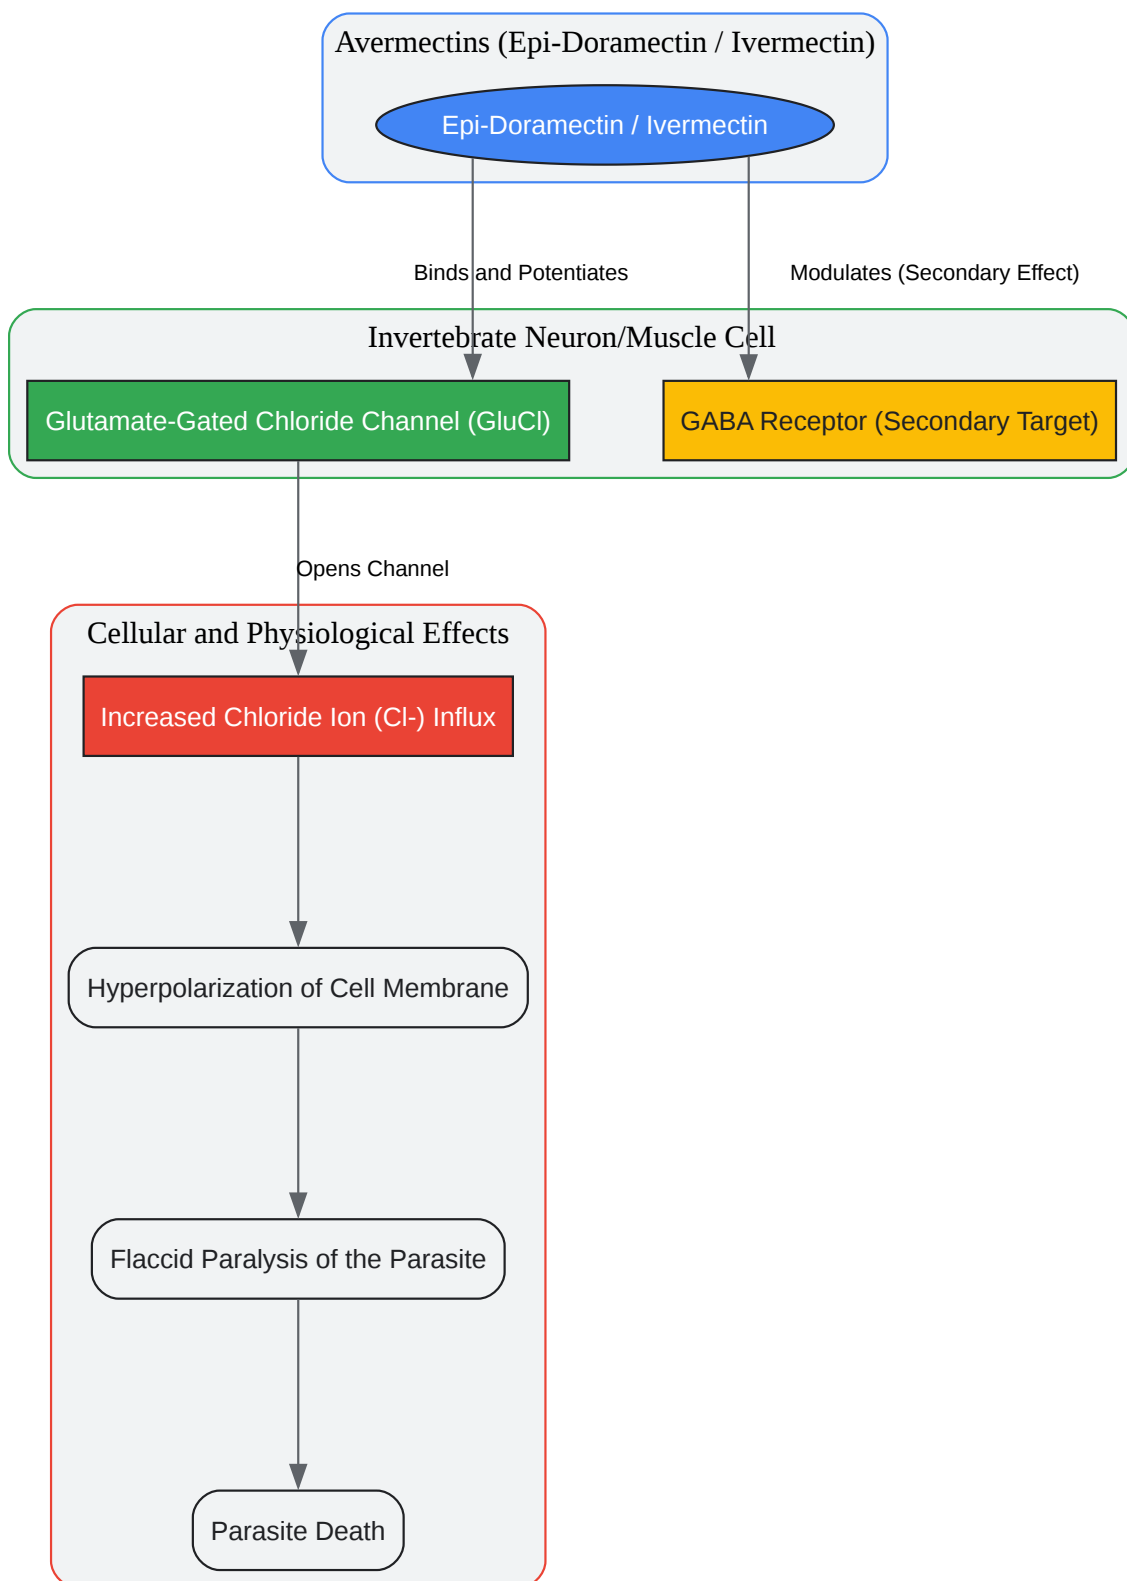 Avermectins (Epi-Doramectin / Ivermectin)
Epi-Doramectin / Ivermectin
Binds and Potentiates
Modulates (Secondary Effect)
Invertebrate Neuron/Muscle Cell
Glutamate-Gated Chloride Channel (GluCl)
GABA Receptor (Secondary Target)
Opens Channel
Cellular and Physiological Effects
Increased Chloride Ion (Cl-) Influx
Hyperpolarization of Cell Membrane
Flaccid Paralysis of the Parasite
Parasite Death